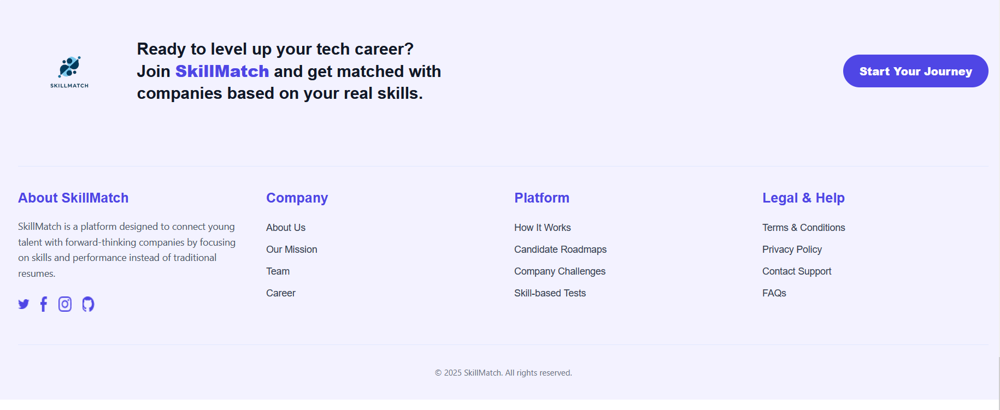 SKILLMATCH
Ready to level up your tech career?
Join SkillMatch and get matched with
companies based on your real skills.
Start Your Journey
About SkillMatch
SkillMatch is a platform designed to connect young
talent with forward-thinking companies by focusing
on skills and performance instead of traditional
resumes.
Company
About Us
Our Mission
Team
Career
Platform
How It Works
Candidate Roadmaps
Company Challenges
Skill-based Tests
Legal & Help
Terms & Conditions
Privacy Policy
Contact Support
FAQs
© 2025 SkillMatch. All rights reserved.